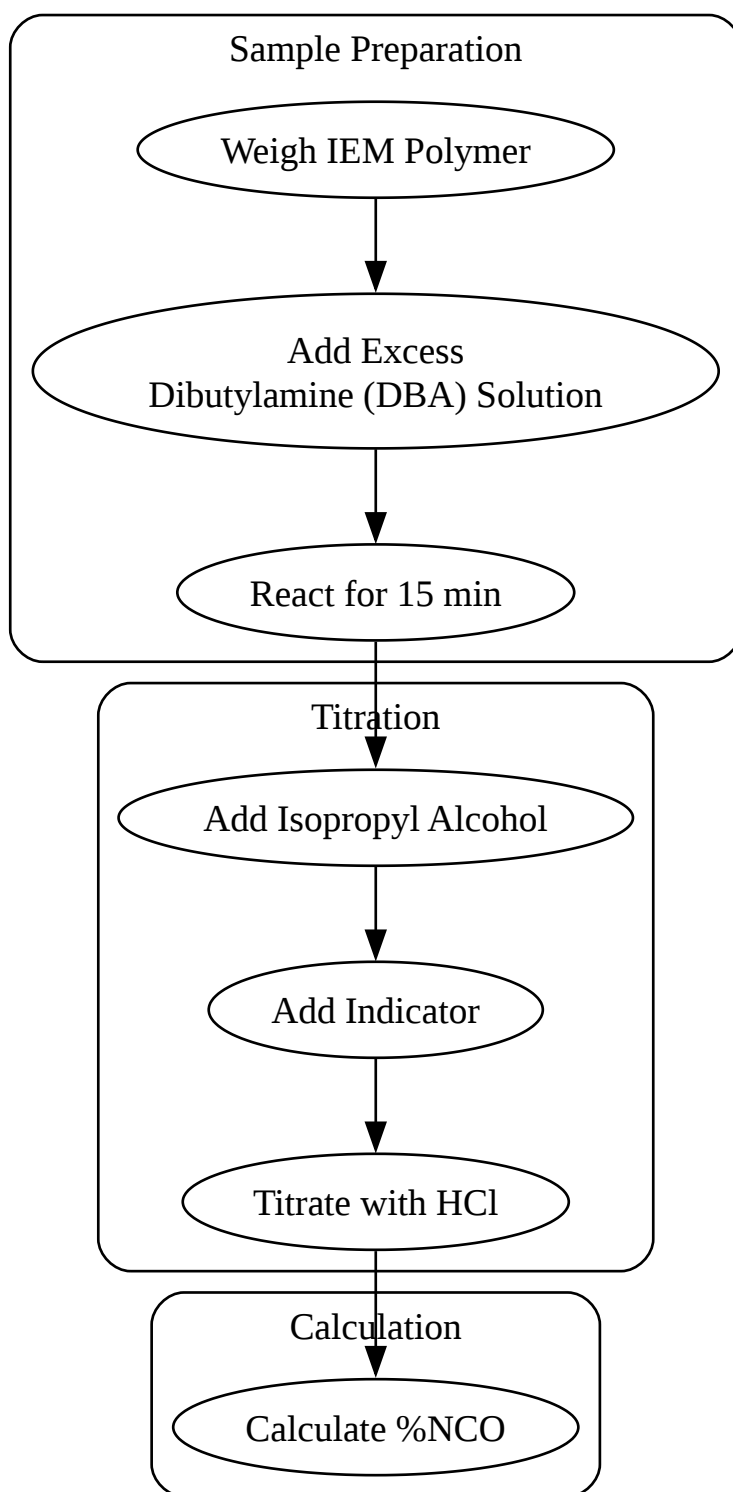 Sample Preparation
Weigh IEM Polymer
Add Excess
Dibutylamine (DBA) Solution
React for 15 min
Titration
Add Isopropyl Alcohol
Add Indicator
Titrate with HCl
Calculation
Calculate %NCO